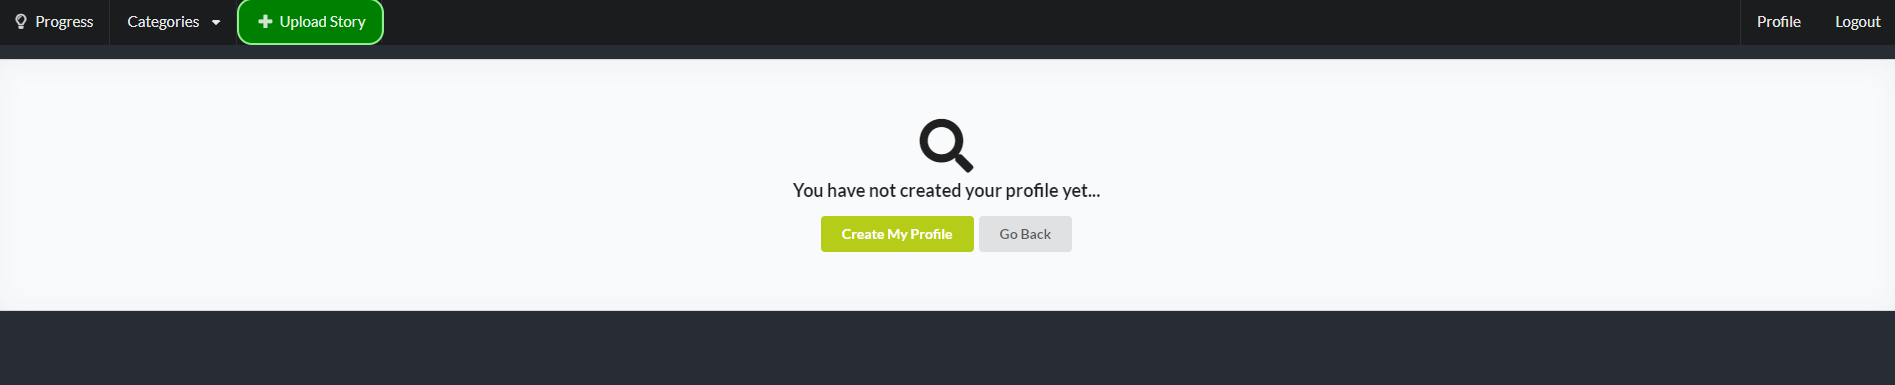 Progress Categories Upload Story Profile Logout
You have not created your profile yet...
Create My Profile Go Back